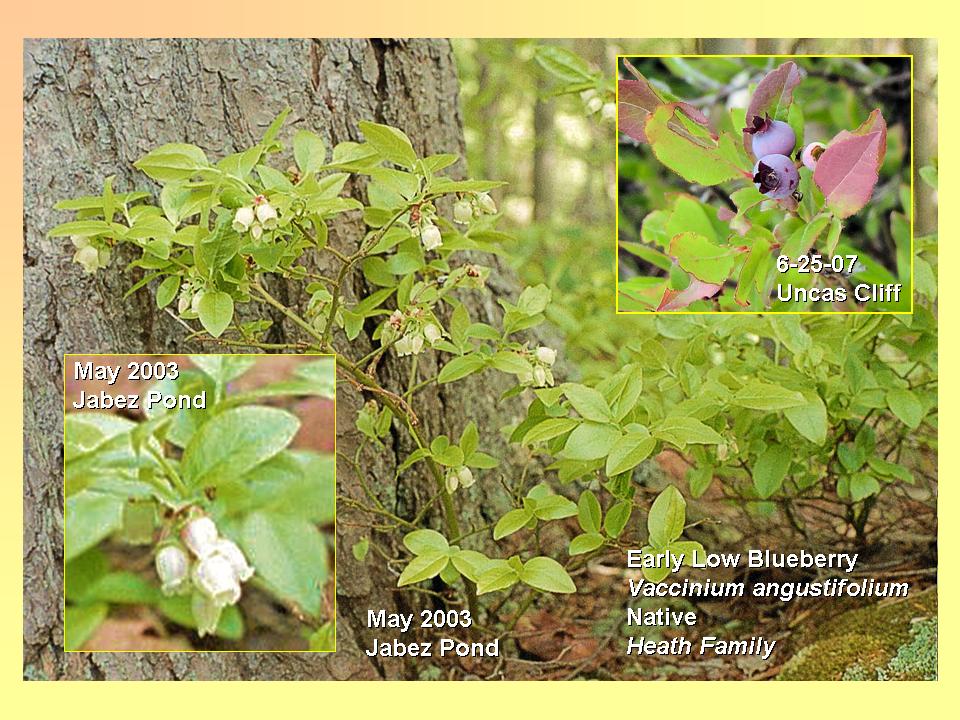 6-25-07
Uncas Cliff
May 2003
Jabez Pond
May 2003
Jabez Pond
Early Low Blueberry
Vaccinium angustifolium
Native
Heath Family